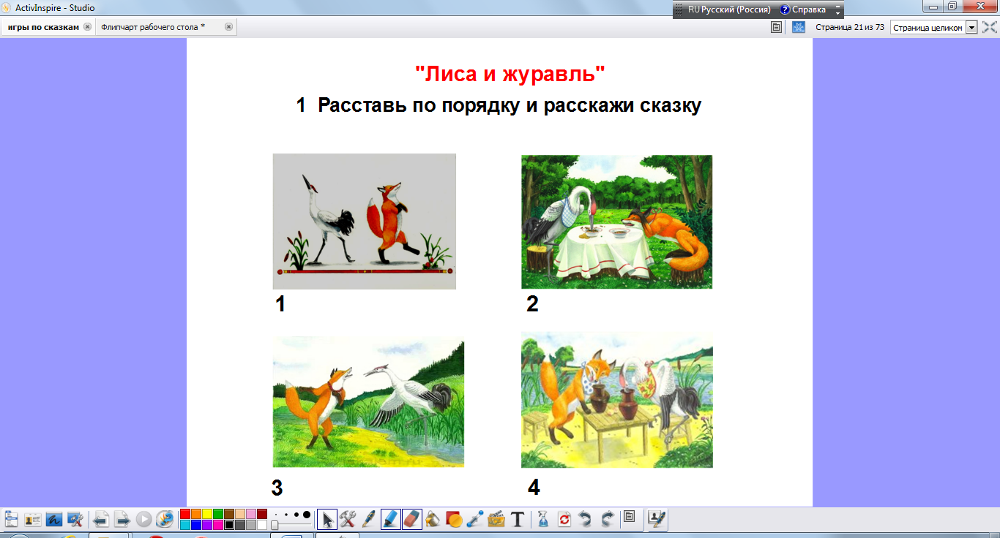 ActivInspire - Studio
RU Русский (Россия) ? Справка
игры по сказкам
Флипчарт рабочего стола *
Страница 21 из 73
Страница целиком
"Лиса и журавль"
1 Расставь по порядку и расскажи сказку
1
2
3
4